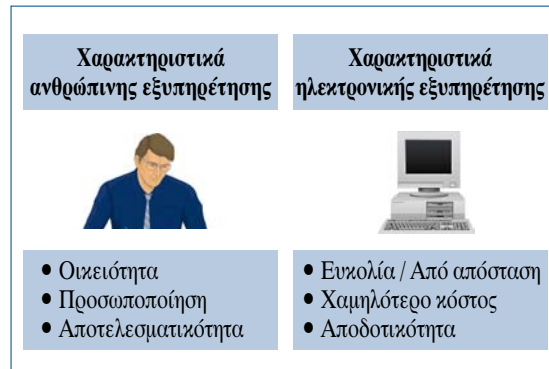 Χαρακτηριστικά
ανθρώπινης εξυπηρέτησης
• Οικειότητα
• Προσωποποίηση
• Αποτελεσματικότητα
Χαρακτηριστικά
ηλεκτρονικής εξυπηρέτησης
• Ευκολία / Από απόσταση
• Χαμηλότερο κόστος
• Αποδοτικότητα